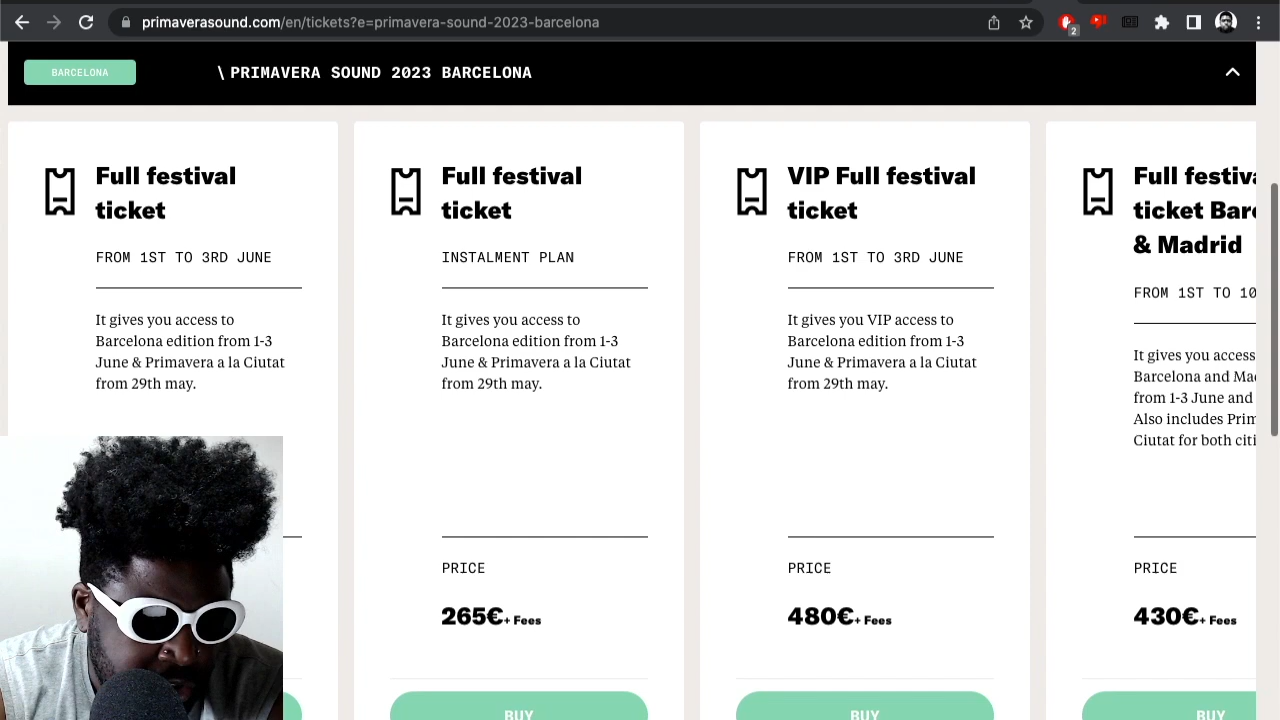 primaverasound.com/en/tickets?e=primavera-sound-2023-barcelona
2
BARCELONA
\ PRIMAVERA SOUND 2023 BARCELONA
Full festival
ticket
FROM 1ST TO 3RD JUNE
It gives you access to
Barcelona edition from 1-3
June & Primavera a la Ciutat
from 29th may.
Full festival
ticket
INSTALMENT PLAN
It gives you access to
Barcelona edition from 1-3
June & Primavera a la Ciutat
from 29th may.
PRICE
265€+ Fees
BUY
VIP Full festival
ticket
FROM 1ST TO 3RD JUNE
It gives you VIP access to
Barcelona edition from 1-3
June & Primavera a la Ciutat
from 29th may.
PRICE
480€+ Fees
BUY
Full
ticket
& Madrid
FROM 1ST TO 10
It gives you access
Barcelona and
from 1-3 June and
Also includes
Ciutat for both
PRICE
430€+ Fees
BUY